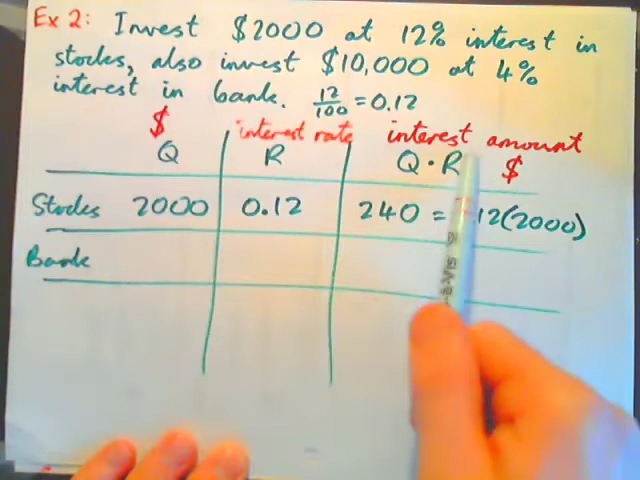 Ex 2: Invest $2000 at 12% interest in
stocks, also invest $10,000 at 4%
interest in bank. 12/100 = 0.12
$ interest rate interest amount
Q R Q · R $
Stocks 2000 0.12 240 = 12(2000)
Bank